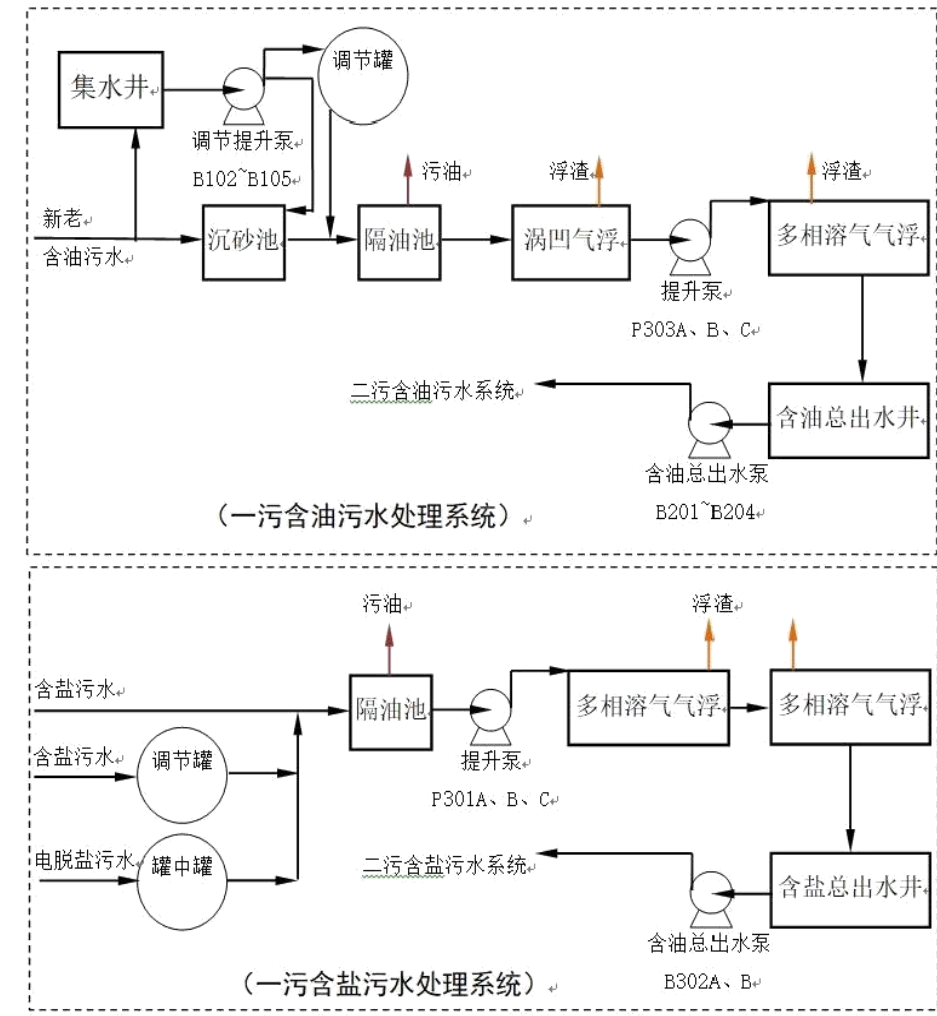 集水井
调节罐
调节提升泵
B102~B105
污油
浮渣
浮渣
新老
含油污水
沉砂池
隔油池
涡凹气浮
多相溶气气浮
提升泵
P303A、B、C
二污含油污水系统
含油总出水井
含油总出水泵
B201~B204
（一污含油污水处理系统）
污油
浮渣
含盐污水
隔油池
多相溶气气浮
多相溶气气浮
含盐污水
调节罐
提升泵
P301A、B、C
电脱盐污水
罐中罐
二污含盐污水系统
含盐总出水井
含油总出水泵
B302A、B
（一污含盐污水处理系统）